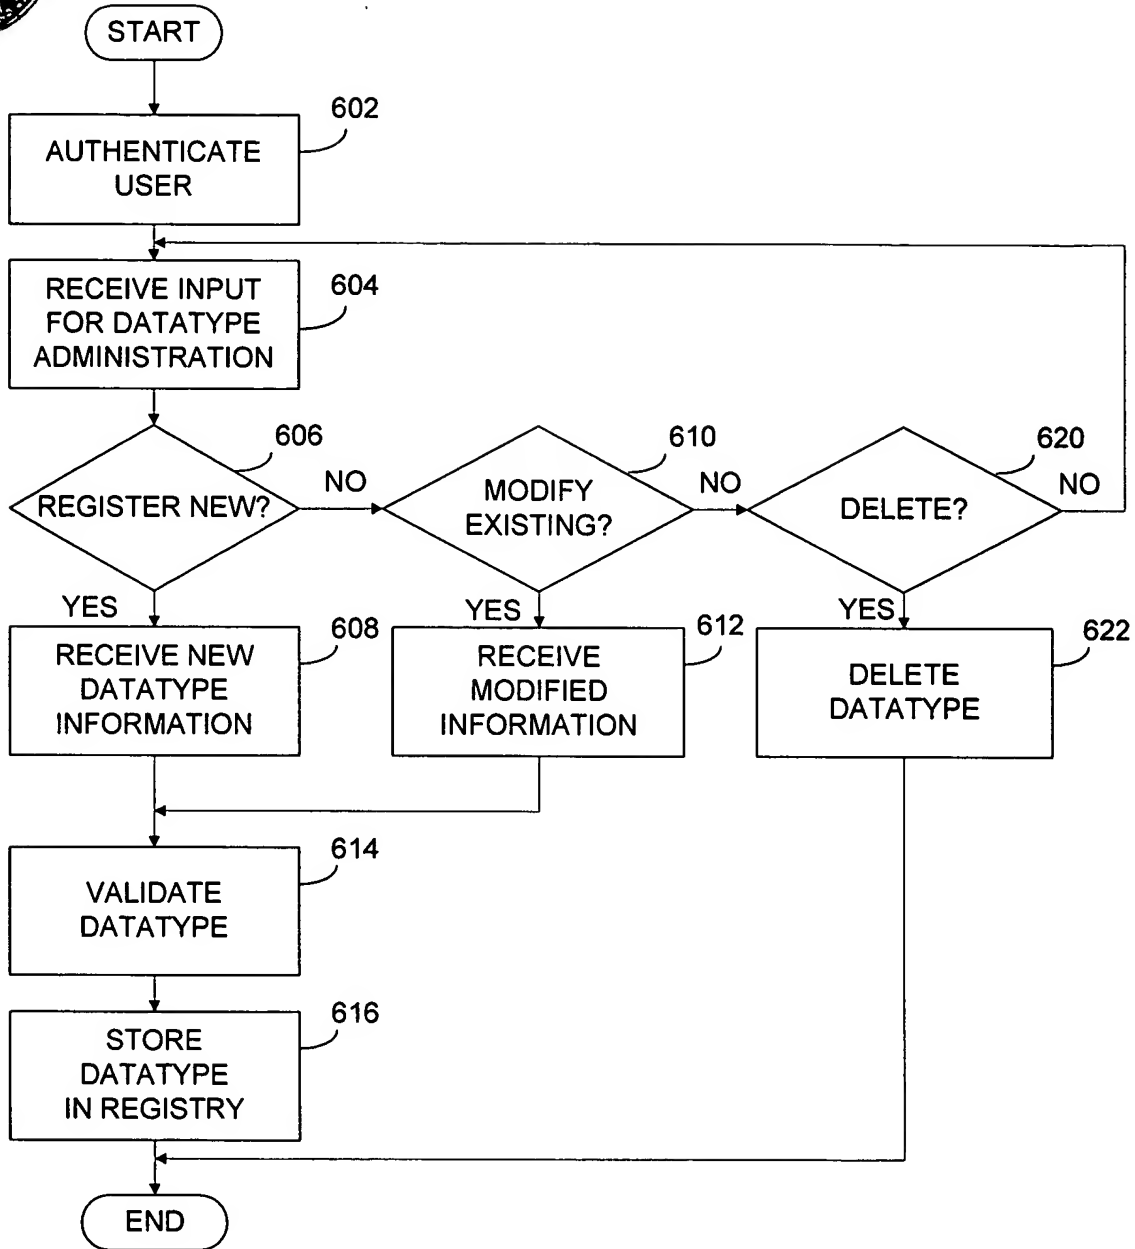 START
602
AUTHENTICATE
USER
RECEIVE INPUT
FOR DATATYPE
ADMINISTRATION
604
606
REGISTER NEW?
NO
610
MODIFY
EXISTING?
NO
620
DELETE?
NO
YES
YES
YES
608
RECEIVE NEW
DATATYPE
INFORMATION
612
RECEIVE
MODIFIED
INFORMATION
622
DELETE
DATATYPE
614
VALIDATE
DATATYPE
616
STORE
DATATYPE
IN REGISTRY
END